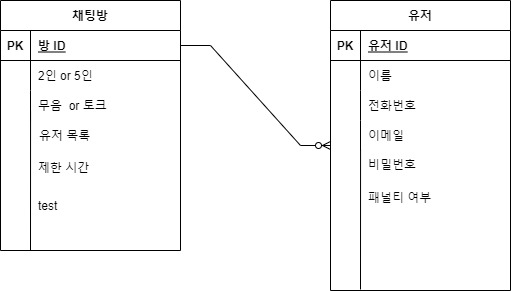 채팅방
PK 방 ID
2인 or 5인
무음 or 토크
유저 목록
제한 시간
test
유저
PK 유저 ID
이름
전화번호
이메일
비밀번호
패널티 여부